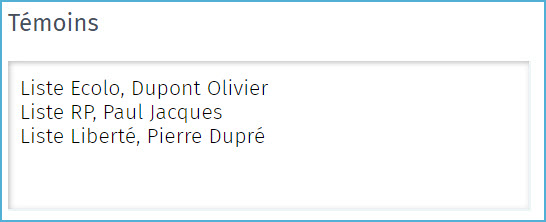 Témoins
Liste Ecolo, Dupont Olivier
Liste RP, Paul Jacques
Liste Liberté, Pierre Dupré